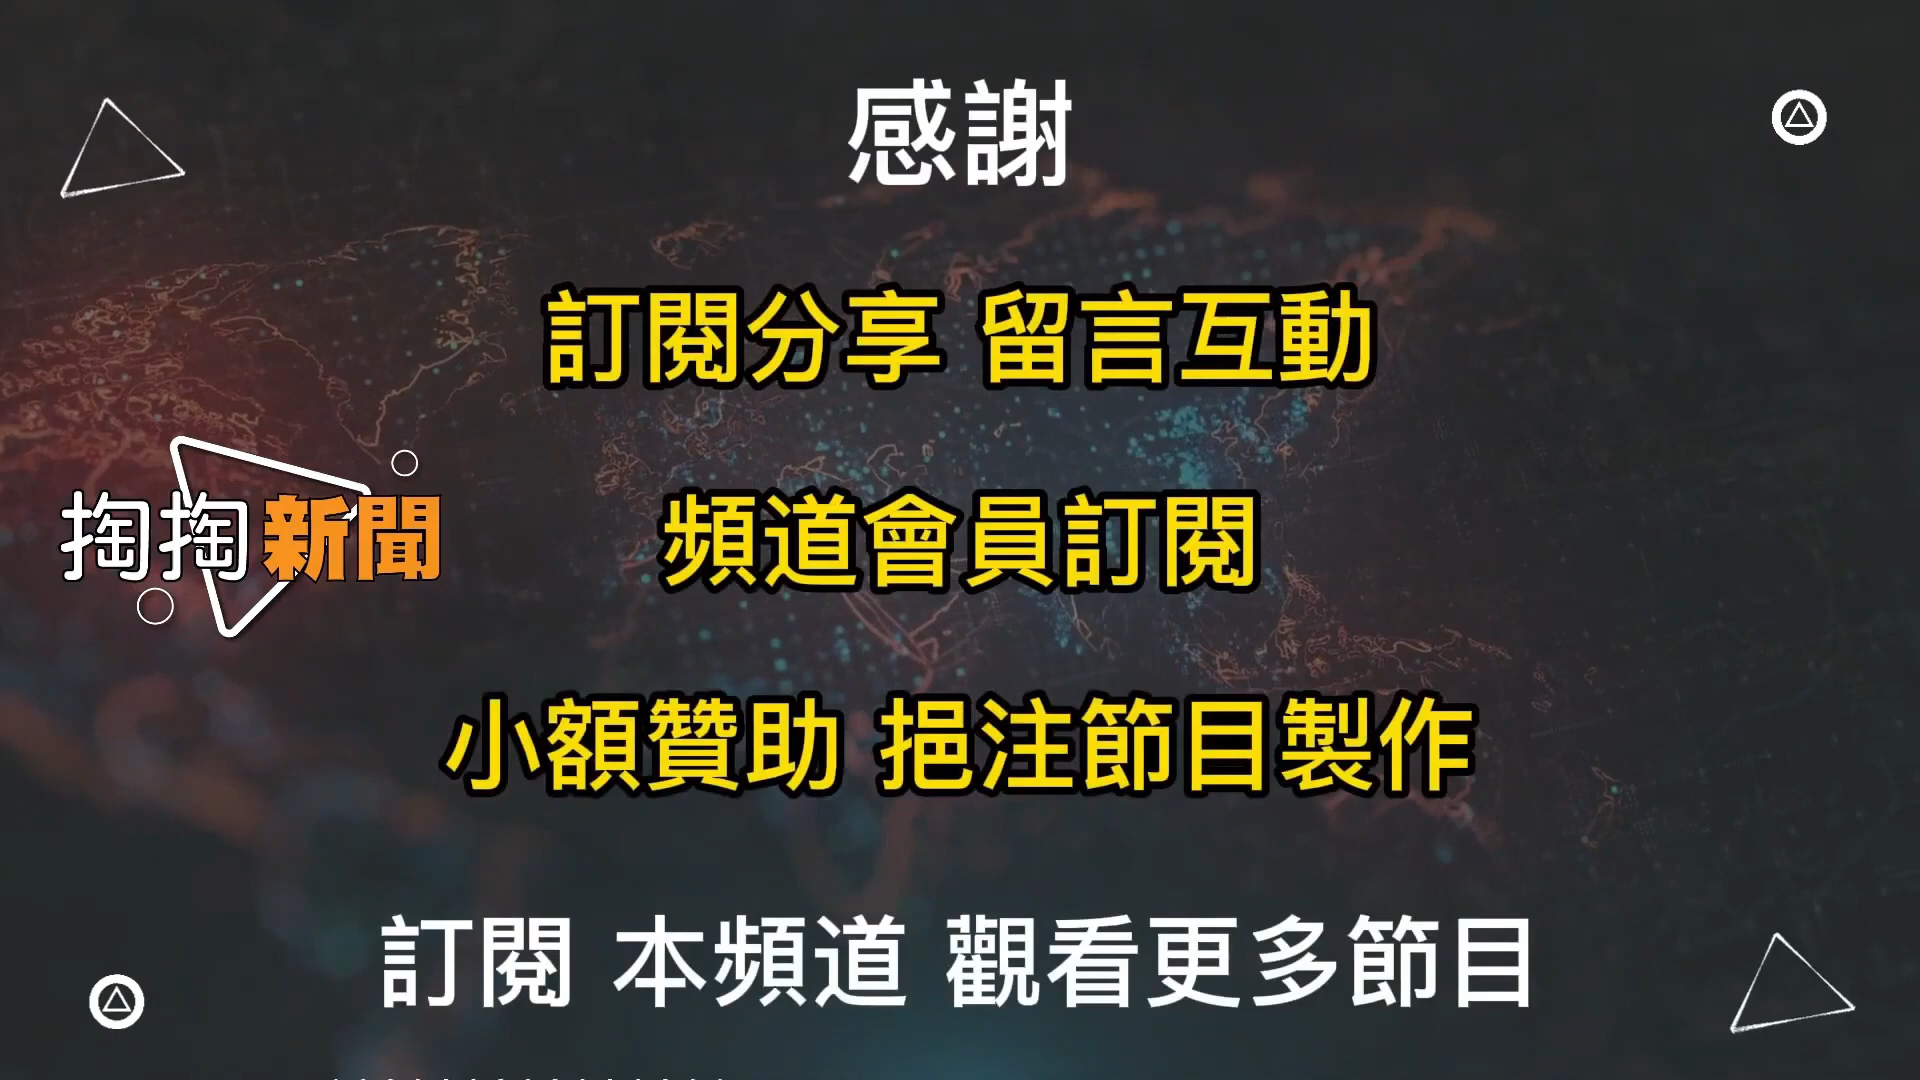 感謝
訂閱分享 留言互動
掏掏新聞
頻道會員訂閱
小額贊助 挹注節目製作
訂閱 本頻道 觀看更多節目